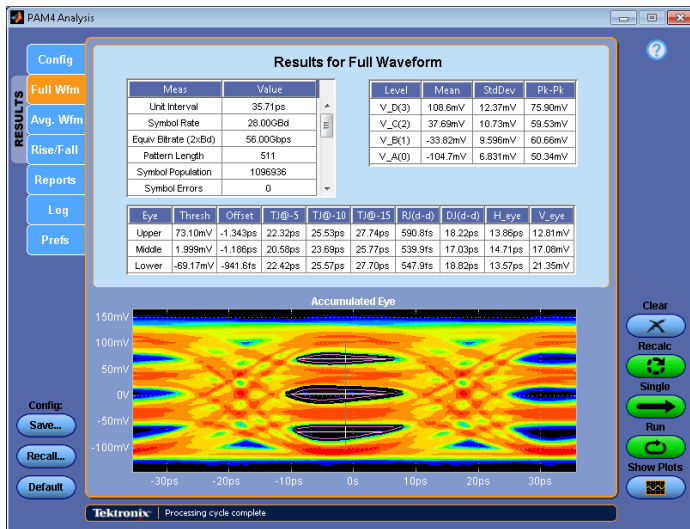 PAM4 Analysis
Config
Full Wfm
Avg. Wfm
Rise/Fall
Reports
Log
Prefs
RESULTS
Results for Full Waveform
Meas Value
Unit Interval 35.71ps
Symbol Rate 28.00GBd
Equiv Bitrate (2xBd) 56.00Gbps
Pattern Length 511
Symbol Population 1096936
Symbol Errors 0
Level Mean StdDev Pk-Pk
V_D(3) 108.6mV 12.37mV 75.90mV
V_C(2) 37.69mV 10.73mV 59.53mV
V_B(1) -33.82mV 9.596mV 60.66mV
V_A(0) -104.7mV 6.831mV 50.34mV
Eye Thresh Offset TJ@-5 TJ@-10 TJ@-15 RJ(d-d) DJ(d-d) H_eye V_eye
Upper 73.10mV -1.343ps 22.32ps 25.53ps 27.74ps 590.8fs 18.22ps 13.86ps 12.81mV
Middle 1.999mV -1.186ps 20.58ps 23.69ps 25.77ps 539.9fs 17.03ps 14.71ps 17.08mV
Lower -69.17mV -941.6fs 22.42ps 25.57ps 27.70ps 547.9fs 18.82ps 13.57ps 21.35mV
Accumulated Eye
150mV
100mV
50mV
0V
-50mV
-100mV
-30ps -20ps -10ps 0ps 10ps 20ps 30ps
Config:
Save...
Recall...
Default
Clear
Recalc
Single
Run
Show Plots
Tektronix Processing cycle complete